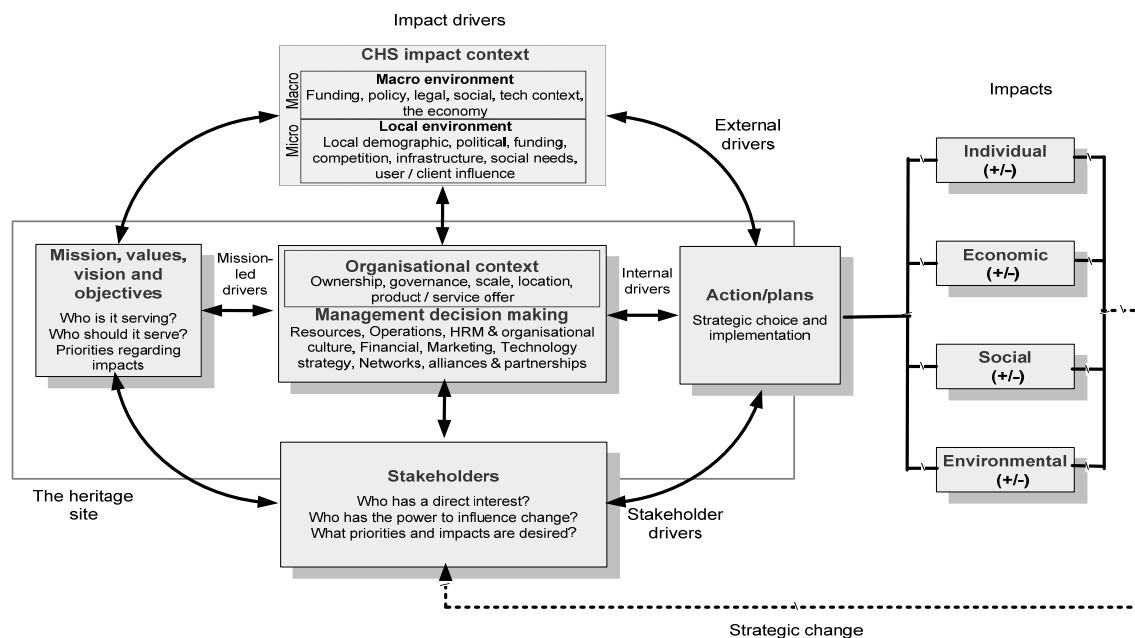 Impact drivers
CHS impact context
Macro
Macro environment
Funding, policy, legal, social, tech context,
the economy
Micro
Local environment
Local demographic, political, funding,
competition, infrastructure, social needs,
user / client influence
External
drivers
Impacts
Mission, values,
vision and
objectives
Who is it serving?
Who should it serve?
Priorities regarding
impacts
Mission-
led
drivers
Organisational context
Ownership, governance, scale, location,
product / service offer
Management decision making
Resources, Operations, HRM & organisational
culture, Financial, Marketing, Technology
strategy, Networks, alliances & partnerships
Internal
drivers
Action/plans
Strategic choice and
implementation
Individual
(+/-)
Economic
(+/-)
Social
(+/-)
Environmental
(+/-)
The heritage
site
Stakeholders
Who has a direct interest?
Who has the power to influence change?
What priorities and impacts are desired?
Stakeholder
drivers
Strategic change